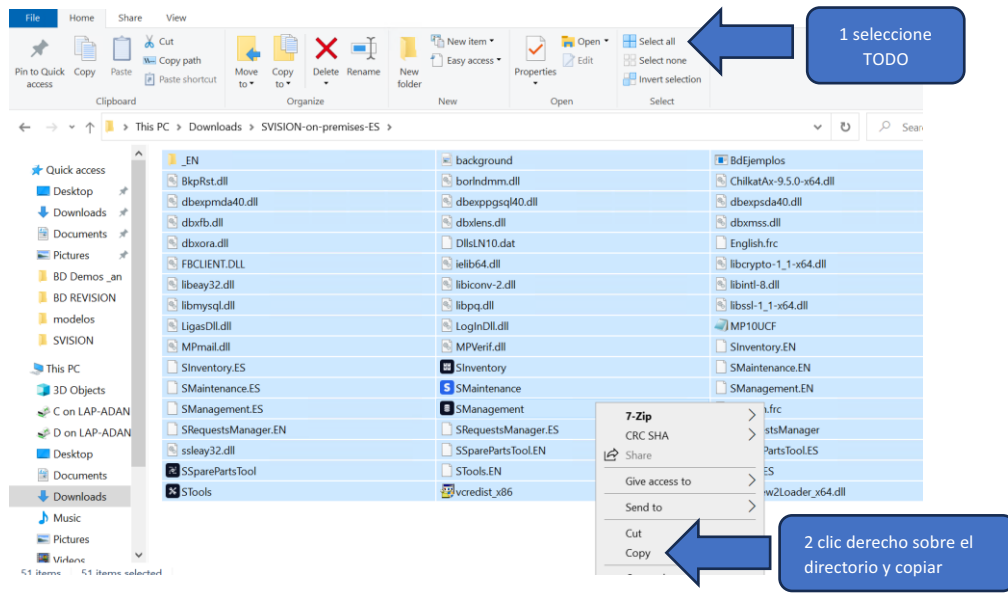 File Home Share View
Pin to Quick access
Copy
Paste
Cut
Copy path
Paste shortcut
Move to
Copy to
Delete
Rename
New folder
New item
Easy access
Properties
Open
Edit
Select all
Select none
Invert selection
Clipboard Organize New Open Select
1 seleccione
TODO
This PC > Downloads > SVISION-on-premises-ES >
Quick access
Desktop
Downloads
Documents
Pictures
BD Demos _an
BD REVISION
modelos
SVISION
This PC
3D Objects
C on LAP-ADAN
D on LAP-ADAN
Desktop
Documents
Downloads
Music
Pictures
Videos
_EN background BdEjemplos
BkpRst.dll borlndmm.dll ChilkatAx-9.5.0-x64.dll
dbexpmda40.dll dbexppgsql40.dll dbexpsda40.dll
dbxfb.dll dbxlens.dll dbxmss.dll
dbxora.dll DllsLN10.dat English.frc
FBCLIENT.DLL ielib64.dll libcrypto-1_1-x64.dll
libeay32.dll libiconv-2.dll libintl-8.dll
libmysql.dll libpq.dll libssl-1_1-x64.dll
LigasDll.dll LogInDll.dll MP10UCF
MPmail.dll MPVerif.dll SInventory.EN
SInventory.ES SInventory SMaintenance.EN
SMaintenance.ES SMaintenance SManagement.EN
SManagement.ES SManagement .frc
SRequestsManager.EN SRequestsManager.ES stsManager
ssleay32.dll SSparePartsTool.EN PartsTool.ES
SSparePartsTool STools.EN ES
STools vcredist_x86 ew2Loader_x64.dll
7-Zip
CRC SHA
Share
Give access to
Send to
Cut
Copy
2 clic derecho sobre el
directorio y copiar
51 items 51 items selected